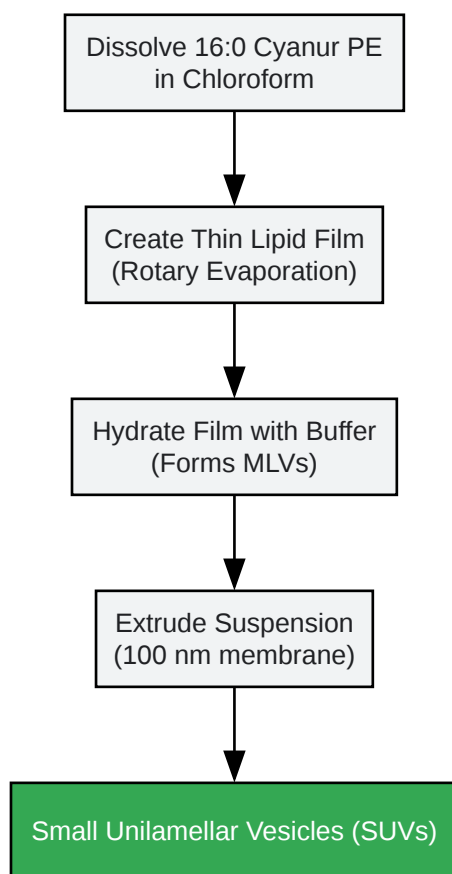 Dissolve 16:0 Cyanur PE
in Chloroform
Create Thin Lipid Film
(Rotary Evaporation)
Hydrate Film with Buffer
(Forms MLVs)
Extrude Suspension
(100 nm membrane)
Small Unilamellar Vesicles (SUVs)